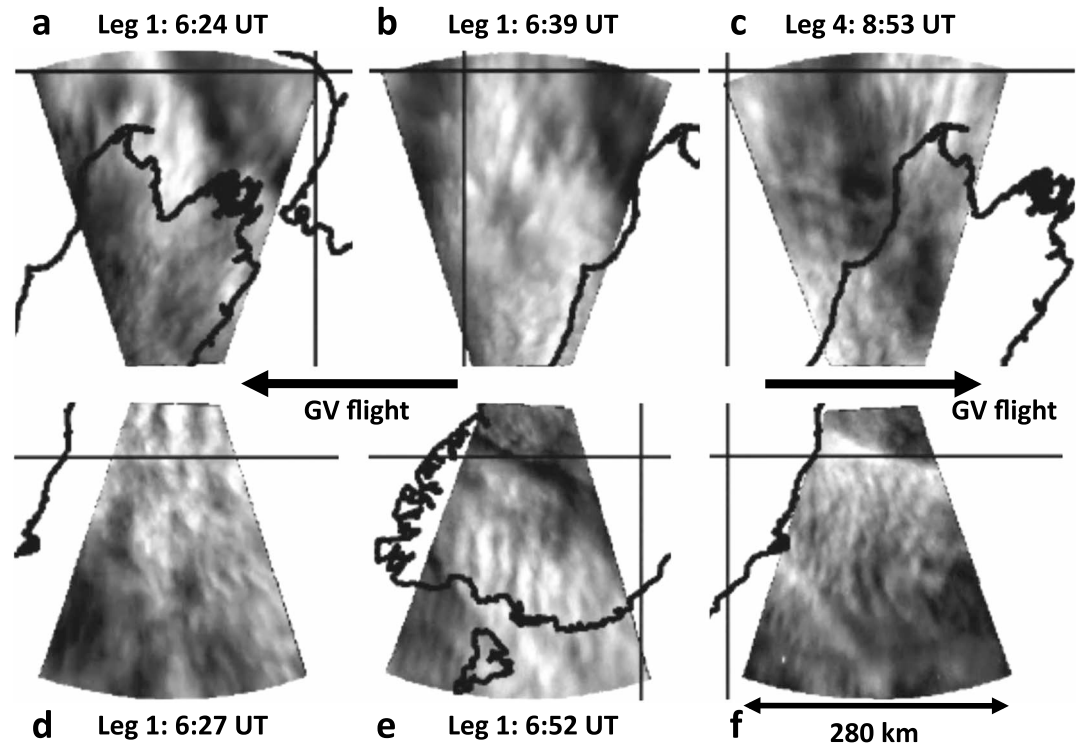 a Leg 1: 6:24 UT
b Leg 1: 6:39 UT
c Leg 4: 8:53 UT
GV flight
GV flight
d Leg 1: 6:27 UT
e Leg 1: 6:52 UT
f 280 km